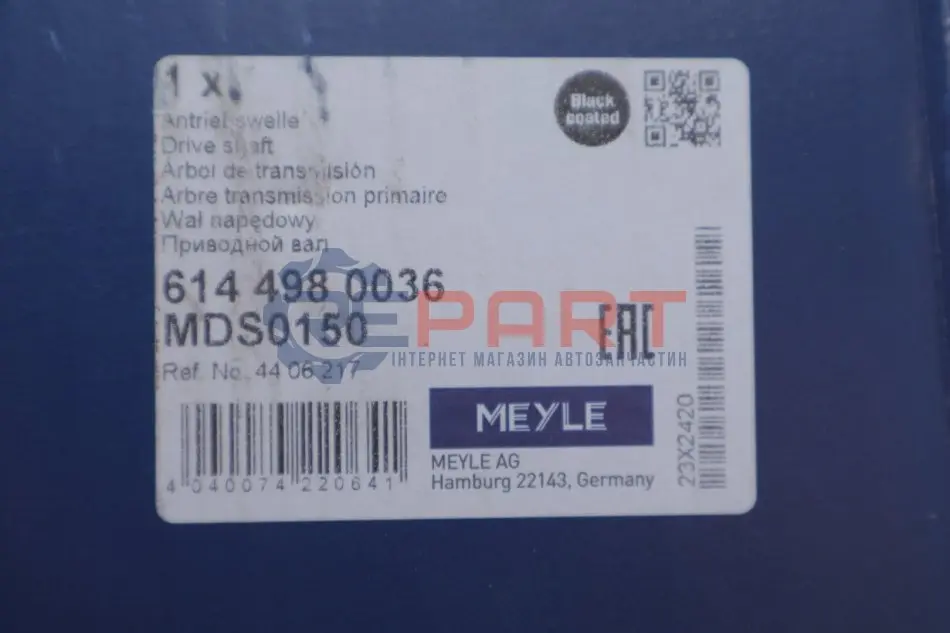 1 x
Black
coated
Antriebswelle
Drive shaft
Árbol de transmisión
Arbre transmission primaire
Wał napędowy
Приводной вал
614 498 0036
MDS0150
EPART
EAC
ІНТЕРНЕТ МАГАЗИН АВТОЗАПЧАСТИН
Ref. No. 44 06 217
MEYLE
MEYLE AG
Hamburg 22143, Germany
4 040074 220641
23X2420